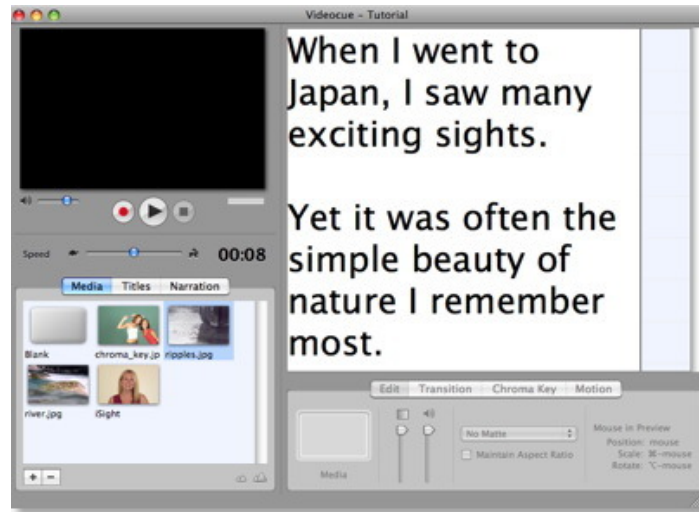 Videocue - Tutorial
When I went to
Japan, I saw many
exciting sights.
Yet it was often the
simple beauty of
nature I remember
most.
Speed
00:08
Media Titles Narration
Blank chroma_key.jp ripples.jpg
river.jpg iSight
Edit Transition Chroma Key Motion
Media
No Matte
Maintain Aspect Ratio
Mouse in Preview
Position: mouse
Scale: ⌘-mouse
Rotate: ⌥-mouse